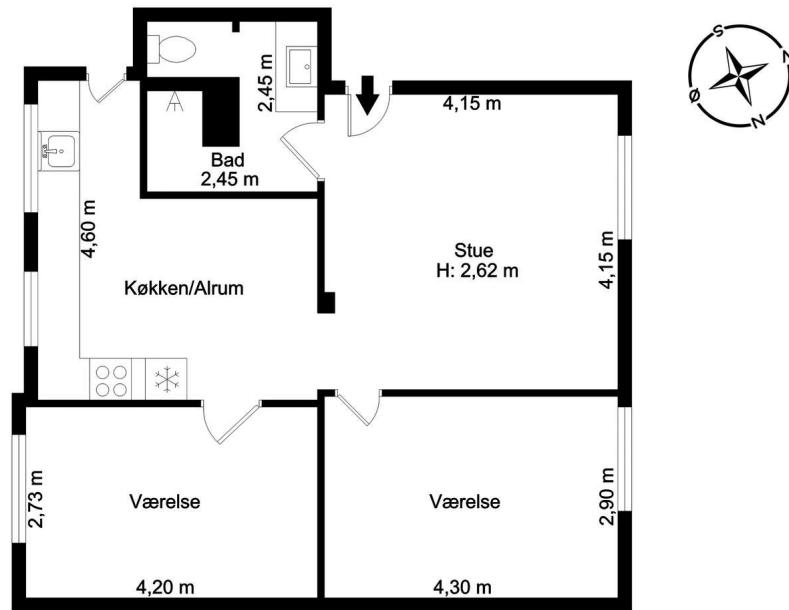 S
V
Ø
N
2,45 m
4,15 m
Bad
2,45 m
4,60 m
Stue
H: 2,62 m
4,15 m
Køkken/Alrum
2,73 m
Værelse
Værelse
2,90 m
4,20 m
4,30 m